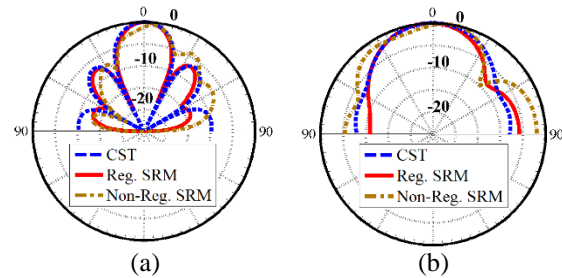 0 0
-10
-20
90 90
CST
Reg. SRM
Non-Reg. SRM
(a)
0 0
-10
-20
90 90
CST
Reg. SRM
Non-Reg. SRM
(b)